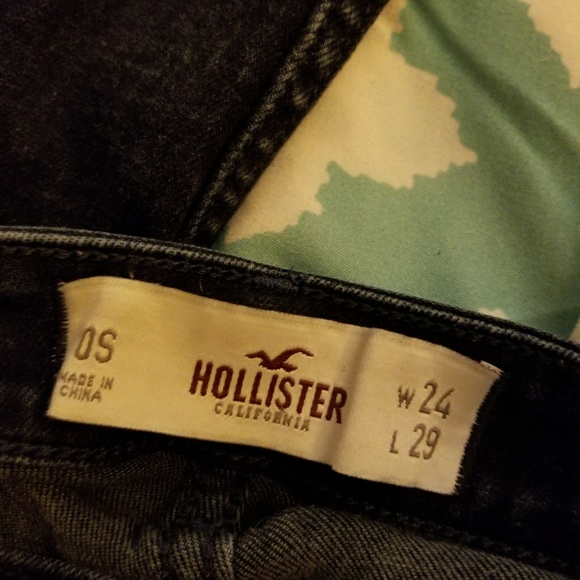 0S
MADE IN
CHINA
HOLLISTER
CALIFORNIA
W 24
L 29